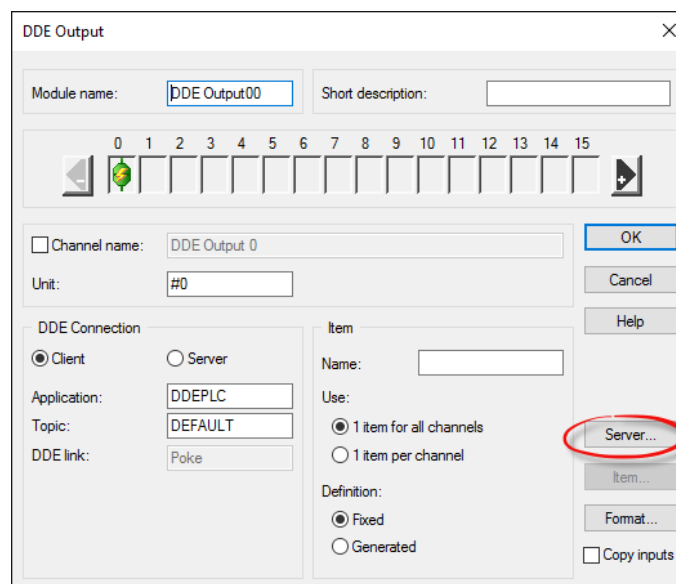 DDE Output
Module name: DDE Output00 Short description:
0 1 2 3 4 5 6 7 8 9 10 11 12 13 14 15
- +
Channel name: DDE Output 0
Unit: #0
OK
Cancel
Help
DDE Connection
Client Server
Application: DDEPLC
Topic: DEFAULT
DDE link: Poke
Item
Name:
Use:
1 item for all channels
1 item per channel
Definition:
Fixed
Generated
Server...
Item...
Format...
Copy inputs